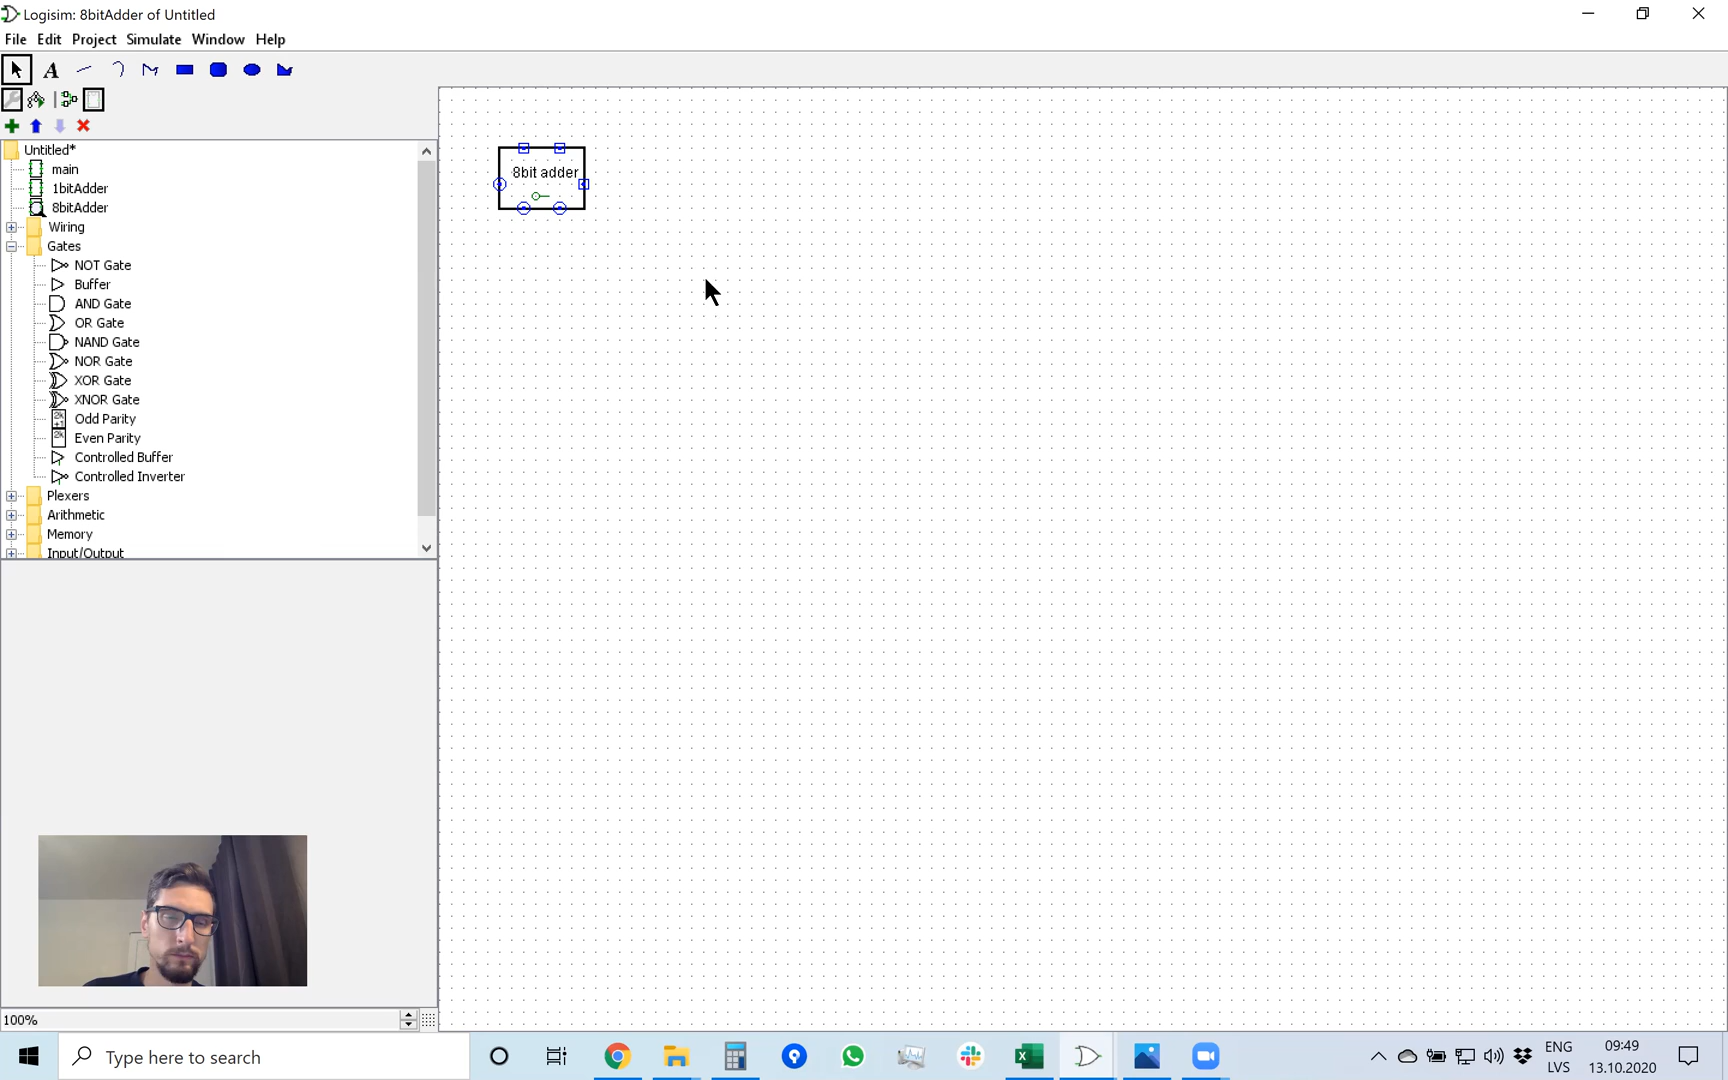 Logisim: 8bitAdder of Untitled
File Edit Project Simulate Window Help
A
Untitled*
main
1bitAdder
8bitAdder
Wiring
Gates
NOT Gate
Buffer
AND Gate
OR Gate
NAND Gate
NOR Gate
XOR Gate
XNOR Gate
2k+1 Odd Parity
2k Even Parity
Controlled Buffer
Controlled Inverter
Plexers
Arithmetic
Memory
Input/Output
8bit adder
100%
Type here to search
ENG
LVS
09:49
13.10.2020